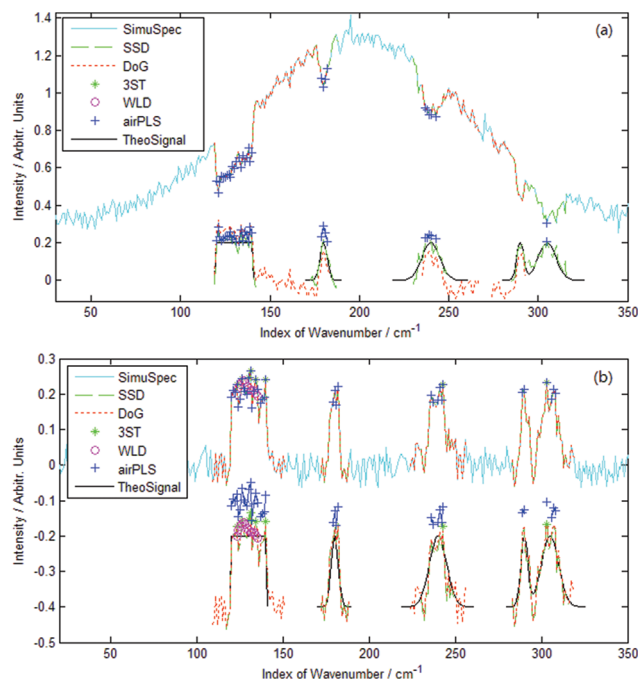 (a)
SimuSpec
SSD
DoG
3ST
WLD
airPLS
TheoSignal
1.4
1.2
1
0.8
0.6
0.4
0.2
0
Intensity / Arbitr. Units
50 100 150 200 250 300 350
Index of Wavenumber / cm-1
(b)
SimuSpec
SSD
DoG
3ST
WLD
airPLS
TheoSignal
0.3
0.2
0.1
0
-0.1
-0.2
-0.3
-0.4
-0.5
Intensity / Arbitr. Units
50 100 150 200 250 300 350
Index of Wavenumber / cm-1